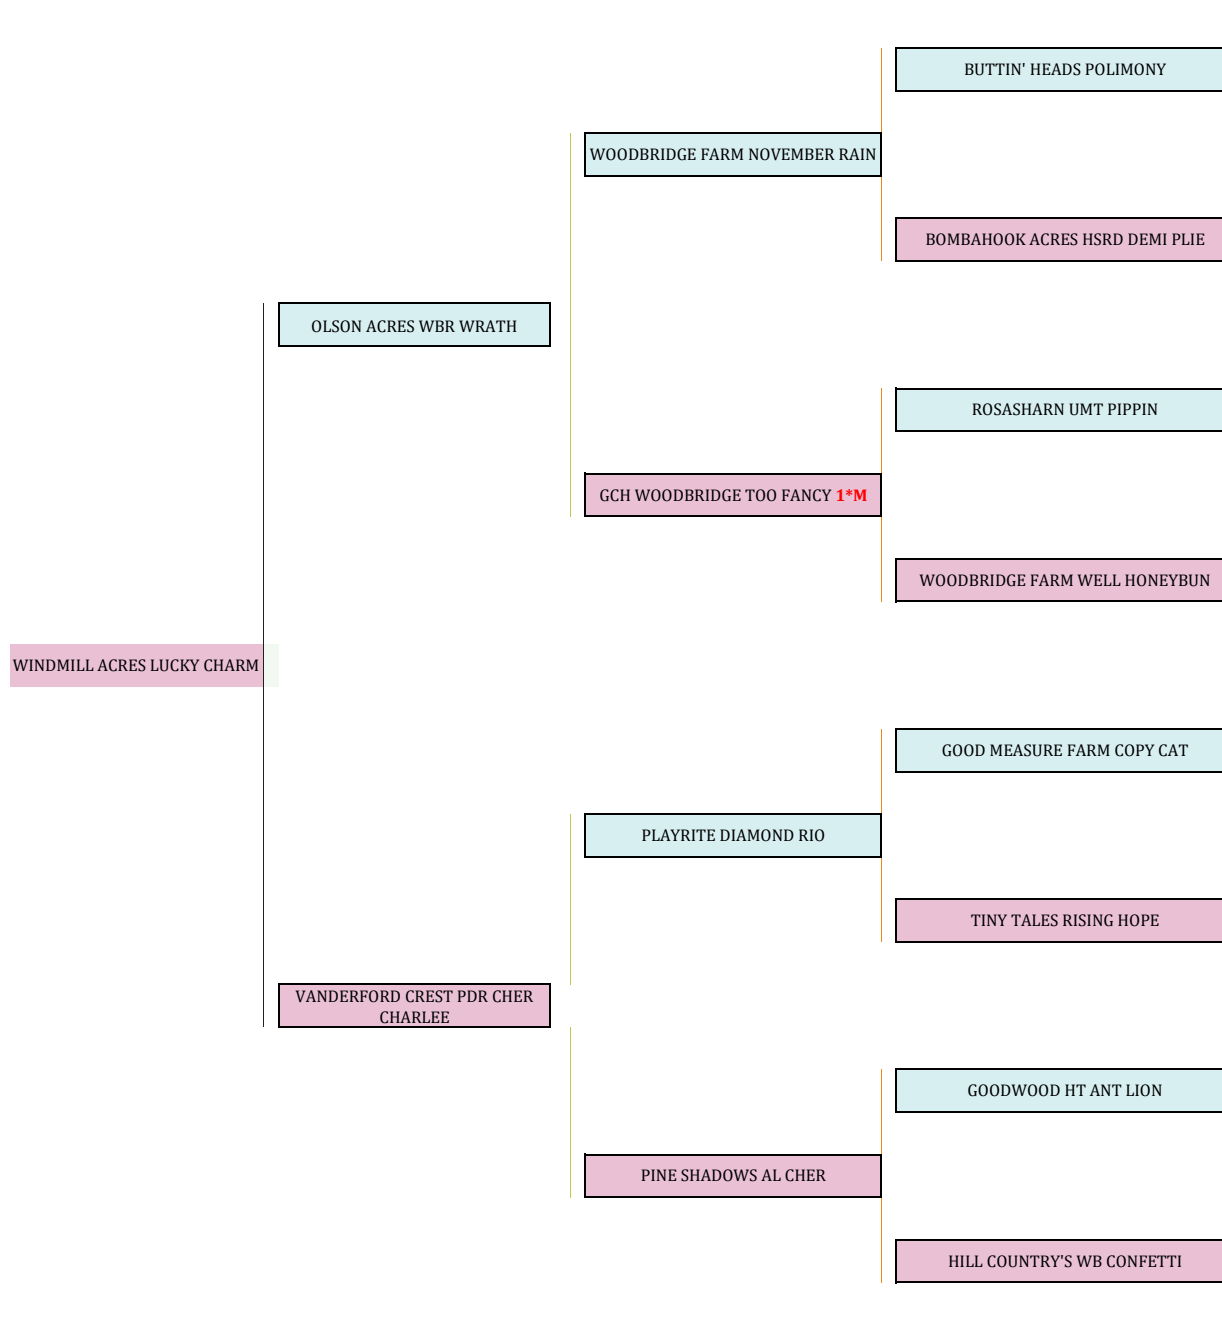 BUTTIN' HEADS POLIMONY
WOODBRIDGE FARM NOVEMBER RAIN
BOMBAHOOK ACRES HSRD DEMI PLIE
OLSON ACRES WBR WRATH
ROSASHARN UMT PIPPIN
GCH WOODBRIDGE TOO FANCY 1*M
WOODBRIDGE FARM WELL HONEYBUN
WINDMILL ACRES LUCKY CHARM
GOOD MEASURE FARM COPY CAT
PLAYRITE DIAMOND RIO
TINY TALES RISING HOPE
VANDERFORD CREST PDR CHER
CHARLEE
GOODWOOD HT ANT LION
PINE SHADOWS AL CHER
HILL COUNTRY'S WB CONFETTI